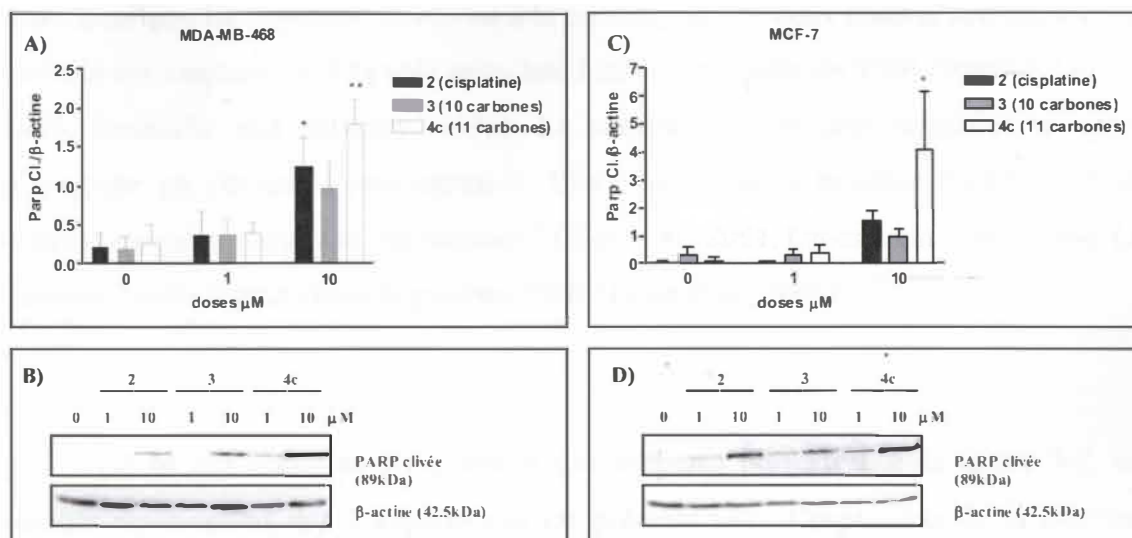 A)
MDA-MB-468
Parp Cl./β-actine
2.5
2.0
1.5
1.0
0.5
0.0
2 (cisplatine)
3 (10 carbones)
4c (11 carbones)
*
**
0 1 10
doses µM
C)
MCF-7
Parp Cl./β-actine
7
6
5
4
3
2
1
0
2 (cisplatine)
3 (10 carbones)
4c (11 carbones)
*
0 1 10
doses µM
B)
2 3 4c
0 1 10 1 10 1 10 µM
PARP clivée
(89kDa)
β-actine (42.5kDa)
D)
2 3 4c
0 1 10 1 10 1 10 µM
PARP clivée
(89kDa)
β-actine (42.5kDa)